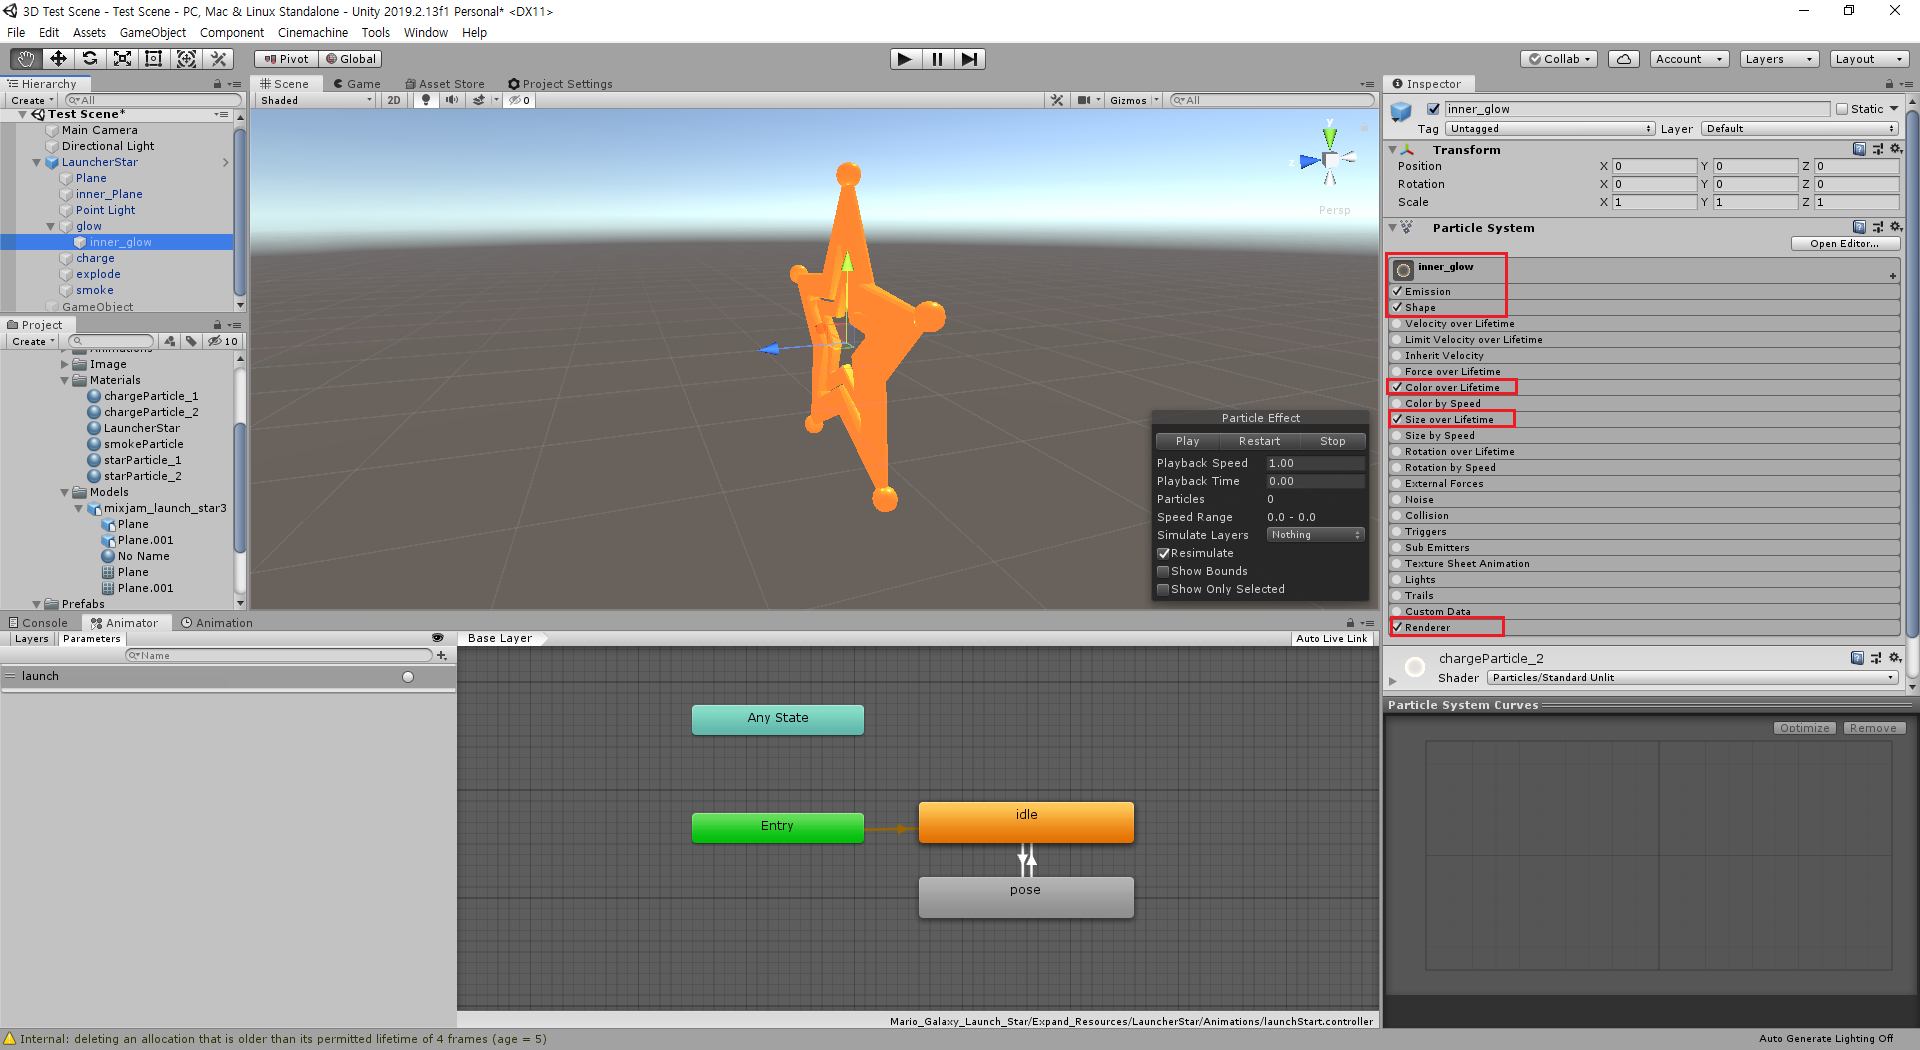 3D Test Scene - Test Scene - PC, Mac & Linux Standalone - Unity 2019.2.13f1 Personal* <DX11>
File Edit Assets GameObject Component Cinemachine Tools Window Help
Pivot Global
Collab Account Layers Layout
Hierarchy
Create All
Test Scene*
Main Camera
Directional Light
LauncherStar
Plane
inner_Plane
Point Light
glow
inner_glow
charge
explode
smoke
GameObject
Project
Create 10
Animations
Image
Materials
chargeParticle_1
chargeParticle_2
LauncherStar
smokeParticle
starParticle_1
starParticle_2
Models
mixjam_launch_star3
Plane
Plane.001
No Name
Plane
Plane.001
Prefabs
Scene Game Asset Store Project Settings
Shaded 2D 0 Gizmos All
y
z
Persp
Particle Effect
Play Restart Stop
Playback Speed 1.00
Playback Time 0.00
Particles 0
Speed Range 0.0 - 0.0
Simulate Layers Nothing
Resimulate
Show Bounds
Show Only Selected
Inspector
inner_glow Static
Tag Untagged Layer Default
Transform
Position X 0 Y 0 Z 0
Rotation X 0 Y 0 Z 0
Scale X 1 Y 1 Z 1
Particle System
Open Editor...
inner_glow
Emission
Shape
Velocity over Lifetime
Limit Velocity over Lifetime
Inherit Velocity
Force over Lifetime
Color over Lifetime
Color by Speed
Size over Lifetime
Size by Speed
Rotation over Lifetime
Rotation by Speed
External Forces
Noise
Collision
Triggers
Sub Emitters
Texture Sheet Animation
Lights
Trails
Custom Data
Renderer
chargeParticle_2
Shader Particles/Standard Unlit
Particle System Curves
Optimize Remove
Console Animator Animation
Layers Parameters Base Layer Auto Live Link
Name
launch
Any State
Entry
idle
pose
Mario_Galaxy_Launch_Star/Expand_Resources/LauncherStar/Animations/launchStart.controller
Internal: deleting an allocation that is older than its permitted lifetime of 4 frames (age = 5)
Auto Generate Lighting Off